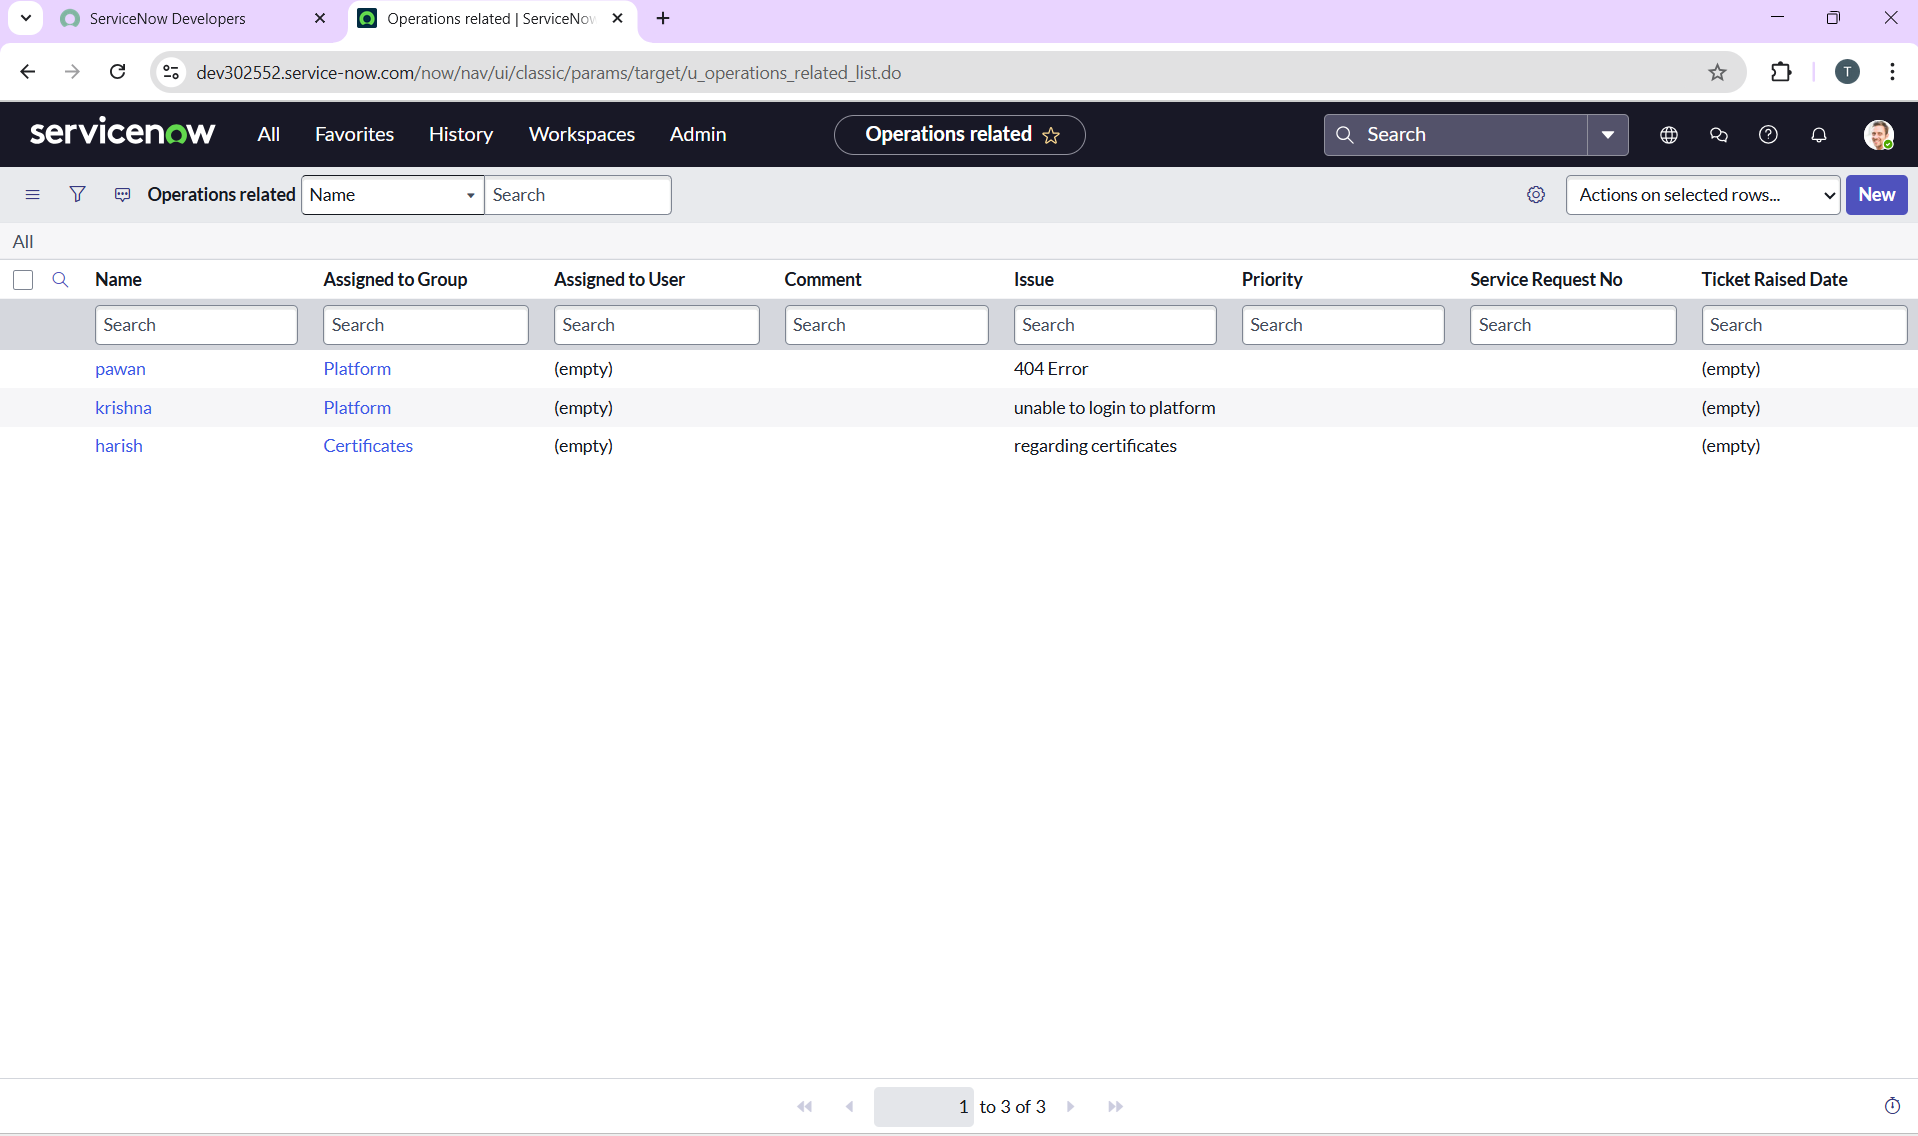 ServiceNow Developers
Operations related | ServiceNow
dev302552.service-now.com/now/nav/ui/classic/params/target/u_operations_related_list.do
T
servicenow All Favorites History Workspaces Admin Operations related Search
Operations related Name Search Actions on selected rows... New
All
Name Assigned to Group Assigned to User Comment Issue Priority Service Request No Ticket Raised Date
Search Search Search Search Search Search Search Search
pawan Platform (empty) 404 Error (empty)
krishna Platform (empty) unable to login to platform (empty)
harish Certificates (empty) regarding certificates (empty)
1 to 3 of 3